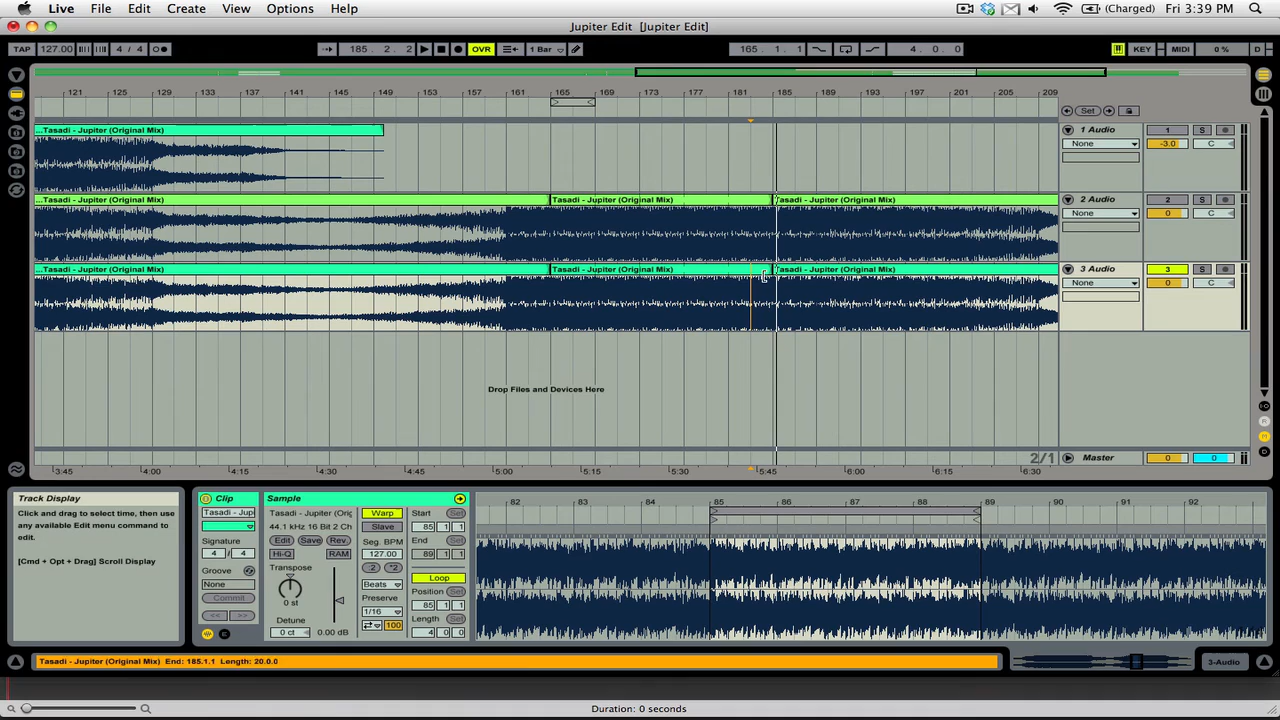 Live File Edit Create View Options Help (Charged) Fri 3:39 PM
Jupiter Edit [Jupiter Edit]
TAP 127.00 4 / 4 185. 2. 2 OVR 1 Bar 165. 1. 1 4. 0. 0 KEY MIDI 0 % D
121 129 133 137 141 145 149 153 157 161 165 169 173 177 181 185 189 193 197 201 205 209
Set
...Tasadi - Jupiter (Original Mix) 1 Audio 1 S
None -3.0 C
...Tasadi - Jupiter (Original Mix) Tasadi - Jupiter (Original Mix) Tasadi - Jupiter (Original Mix) 2 Audio 2 S
None 0 C
...Tasadi - Jupiter (Original Mix) Tasadi - Jupiter (Original Mix) Tasadi - Jupiter (Original Mix) 3 Audio 3 S
None 0 C
Drop Files and Devices Here
2/1 Master 0 0
3:45 4:00 4:15 4:30 4:45 5:00 5:15 5:30 5:45 6:00 6:15 6:30
Track Display
Click and drag to select time, then use
any available Edit menu command to
edit.
[Cmd + Opt + Drag] Scroll Display
Clip
Tasadi - Jup
Signature
4 / 4
Groove
None
Commit
<< >>
Sample
Tasadi - Jupiter (Orig
44.1 kHz 16 Bit 2 Ch
Edit Save Rev.
Hi-Q RAM
Transpose
0 st
Detune
0 ct 0.00 dB
Warp
Slave
Seg. BPM
127.00
:2 *2
Beats
Preserve
1/16
100
Start Set
85 1 1
End Set
89 1 1
Loop
Position Set
85 1 1
Length Set
4 0 0
82 83 84 85 86 87 88 89 90 91 92
Tasadi - Jupiter (Original Mix) End: 185.1.1 Length: 20.0.0 3-Audio
Duration: 0 seconds